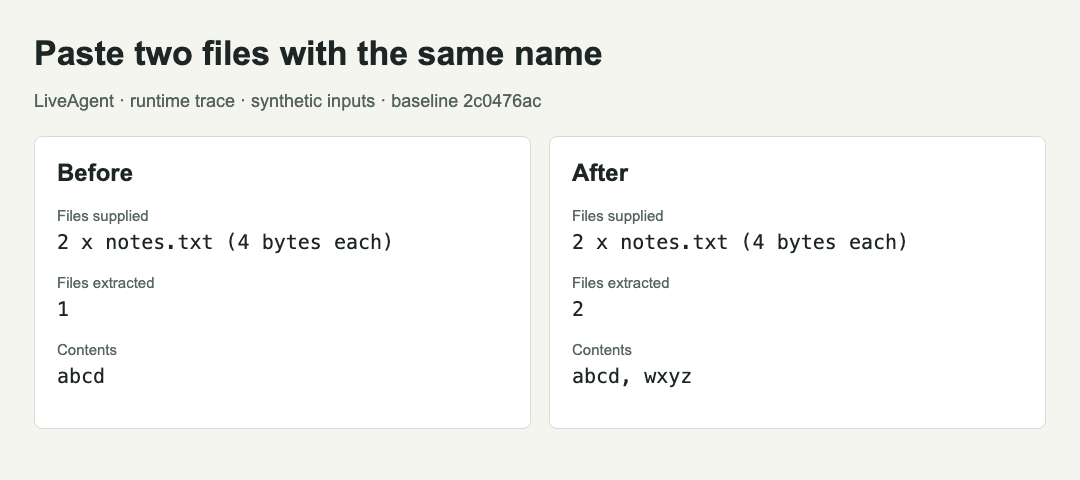 Paste two files with the same name
LiveAgent · runtime trace · synthetic inputs · baseline 2c0476ac
Before
Files supplied
2 x notes.txt (4 bytes each)
Files extracted
1
Contents
abcd
After
Files supplied
2 x notes.txt (4 bytes each)
Files extracted
2
Contents
abcd, wxyz